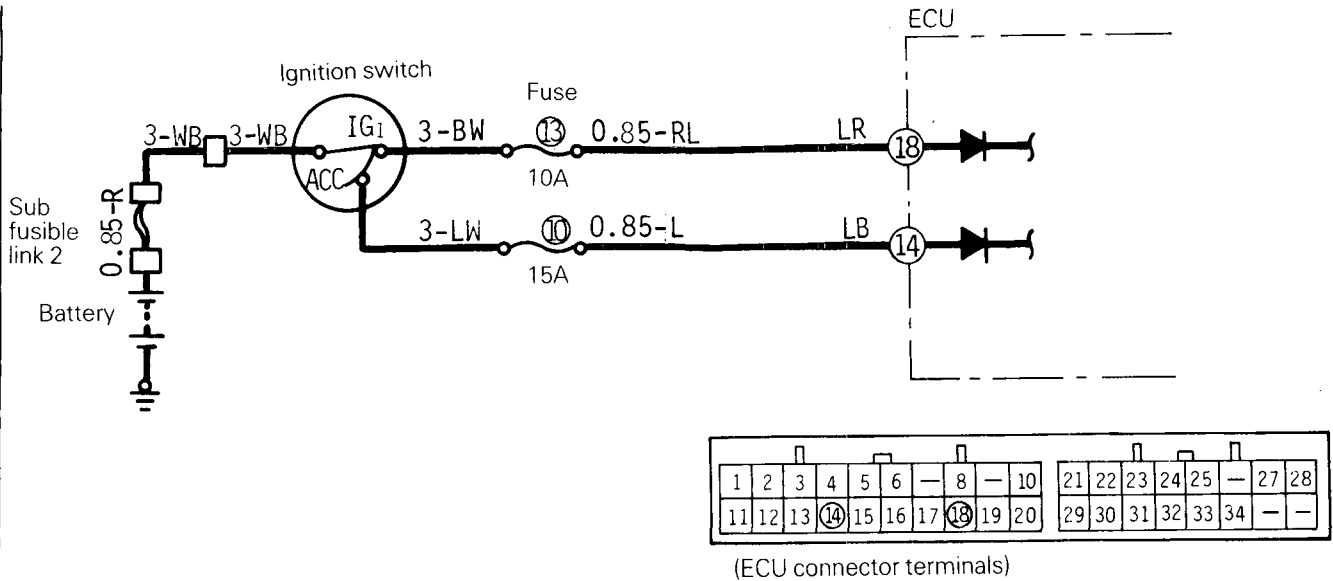 ECU
Ignition switch
Fuse
3-WB
3-WB
IG1
3-BW
⑬
0.85-RL
LR
⑱
10A
ACC
Sub
fusible
link 2
0.85-R
3-LW
⑩
0.85-L
LB
⑭
15A
Battery
1 2 3 4 5 6 — 8 — 10
11 12 13 ⑭ 15 16 17 ⑱ 19 20
21 22 23 24 25 — 27 28
29 30 31 32 33 34 — —
(ECU connector terminals)